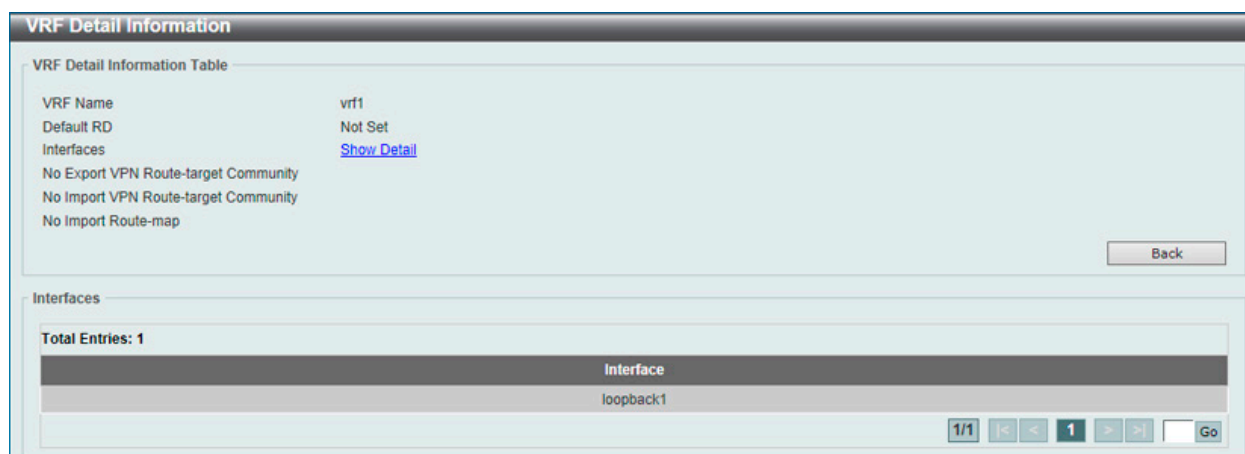 VRF Detail Information
VRF Detail Information Table
VRF Name vrf1
Default RD Not Set
Interfaces Show Detail
No Export VPN Route-target Community
No Import VPN Route-target Community
No Import Route-map
Back
Interfaces
Total Entries: 1
Interface
loopback1
1/1 |< < 1 > >| Go